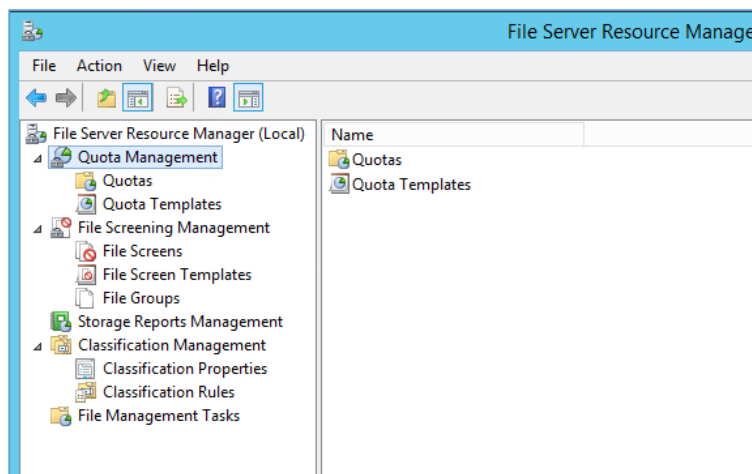 File Server Resource Manage
File Action View Help
File Server Resource Manager (Local)
Quota Management
Quotas
Quota Templates
File Screening Management
File Screens
File Screen Templates
File Groups
Storage Reports Management
Classification Management
Classification Properties
Classification Rules
File Management Tasks
Name
Quotas
Quota Templates